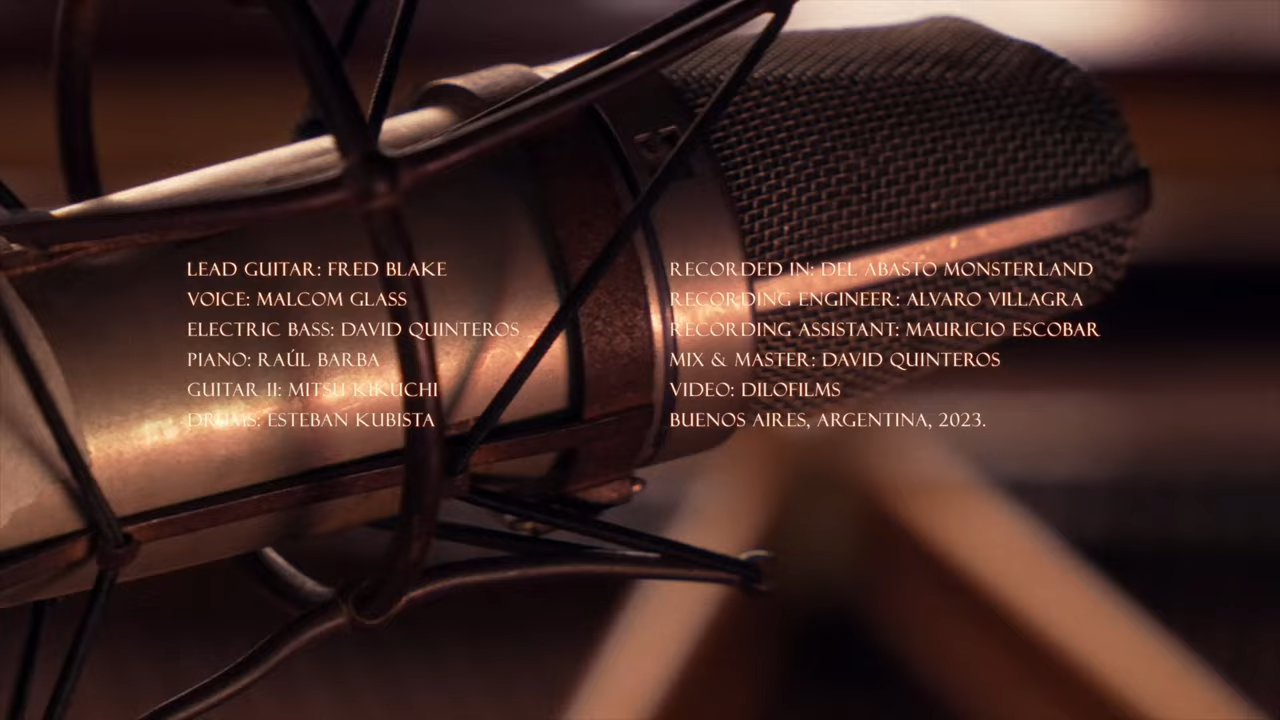 LEAD GUITAR: FRED BLAKE
VOICE: MALCOM GLASS
ELECTRIC BASS: DAVID QUINTEROS
PIANO: RAÚL BARBA
GUITAR II: MITSU KIKUCHI
DRUMS: ESTEBAN KUBISTA
RECORDED IN: DEL ABASTO MONSTERLAND
RECORDING ENGINEER: ALVARO VILLAGRA
RECORDING ASSISTANT: MAURICIO ESCOBAR
MIX & MASTER: DAVID QUINTEROS
VIDEO: DILOFILMS
BUENOS AIRES, ARGENTINA, 2023.